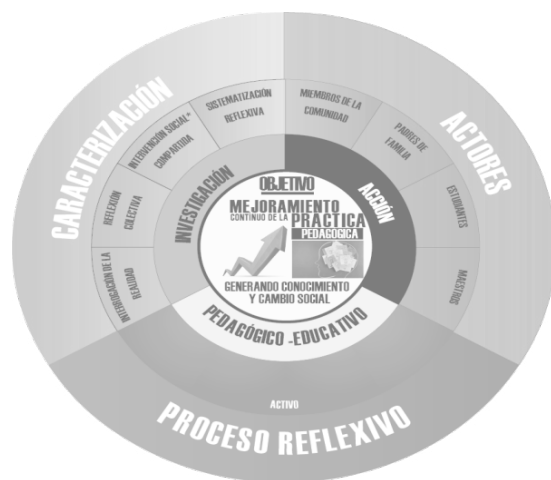 CARACTERIZACIÓN
INTERROGACIÓN DE LA
REALIDAD
REFLEXIÓN
COLECTIVA
INTERVENCIÓN SOCIAL*
COMPARTIDA
SISTEMATIZACIÓN
REFLEXIVA
INVESTIGACIÓN
ACTORES
MIEMBROS DE LA
COMUNIDAD
PADRES DE
FAMILIA
ESTUDIANTES
MAESTROS
ACCIÓN
OBJETIVO
MEJORAMIENTO
CONTINUO DE LA PRÁCTICA
PEDAGÓGICA
GENERANDO CONOCIMIENTO
Y CAMBIO SOCIAL
PEDAGÓGICO -EDUCATIVO
ACTIVO
PROCESO REFLEXIVO